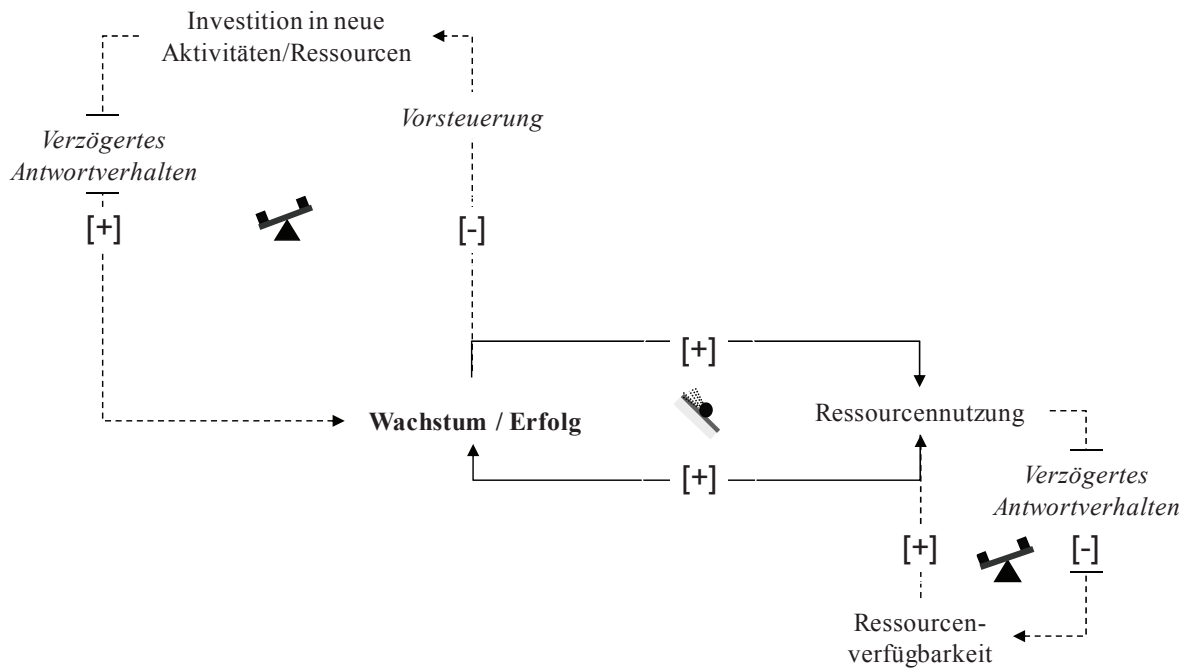 Investition in neue
Aktivitäten/Ressourcen
Vorsteuerung
Verzögertes
Antwortverhalten
[+]
[-]
[+]
Wachstum / Erfolg
Ressourcennutzung
[+]
Verzögertes
Antwortverhalten
[+]
[-]
Ressourcen-
verfügbarkeit